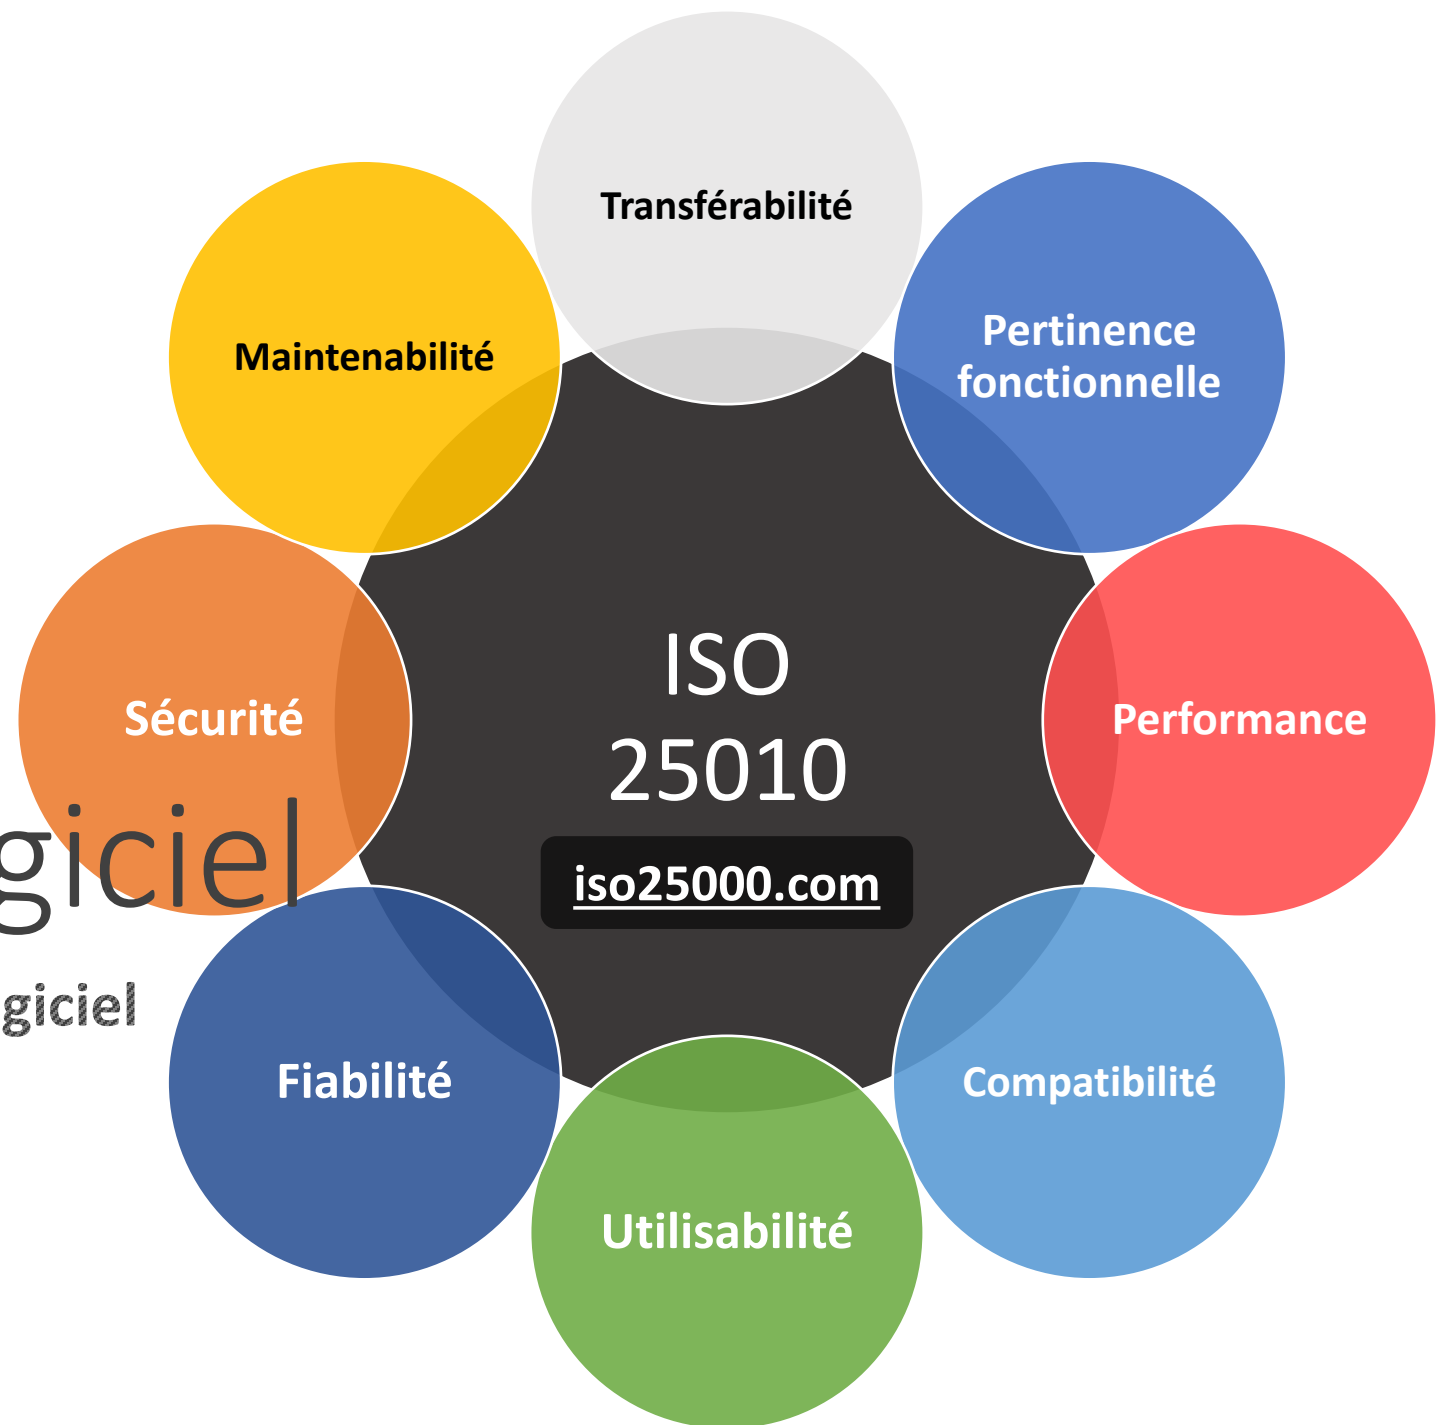 Transférabilité
Pertinence
fonctionnelle
Maintenabilité
ISO
25010
iso25000.com
Sécurité
Performance
giciel
giciel
Fiabilité
Compatibilité
Utilisabilité